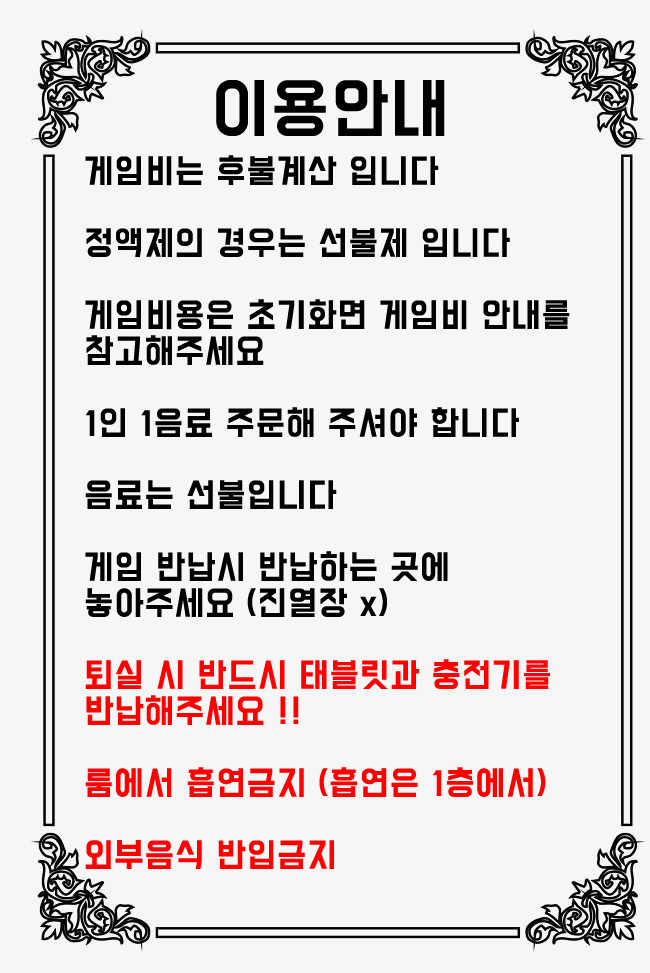 이용안내
게임비는 후불계산 입니다
정액제의 경우는 선불제 입니다
게임비용은 초기화면 게임비 안내를
참고해주세요
1인 1음료 주문해 주셔야 합니다
음료는 선불입니다
게임 반납시 반납하는 곳에
놓아주세요 (진열장 x)
퇴실 시 반드시 태블릿과 충전기를
반납해주세요 !!
룸에서 흡연금지 (흡연은 1층에서)
외부음식 반입금지